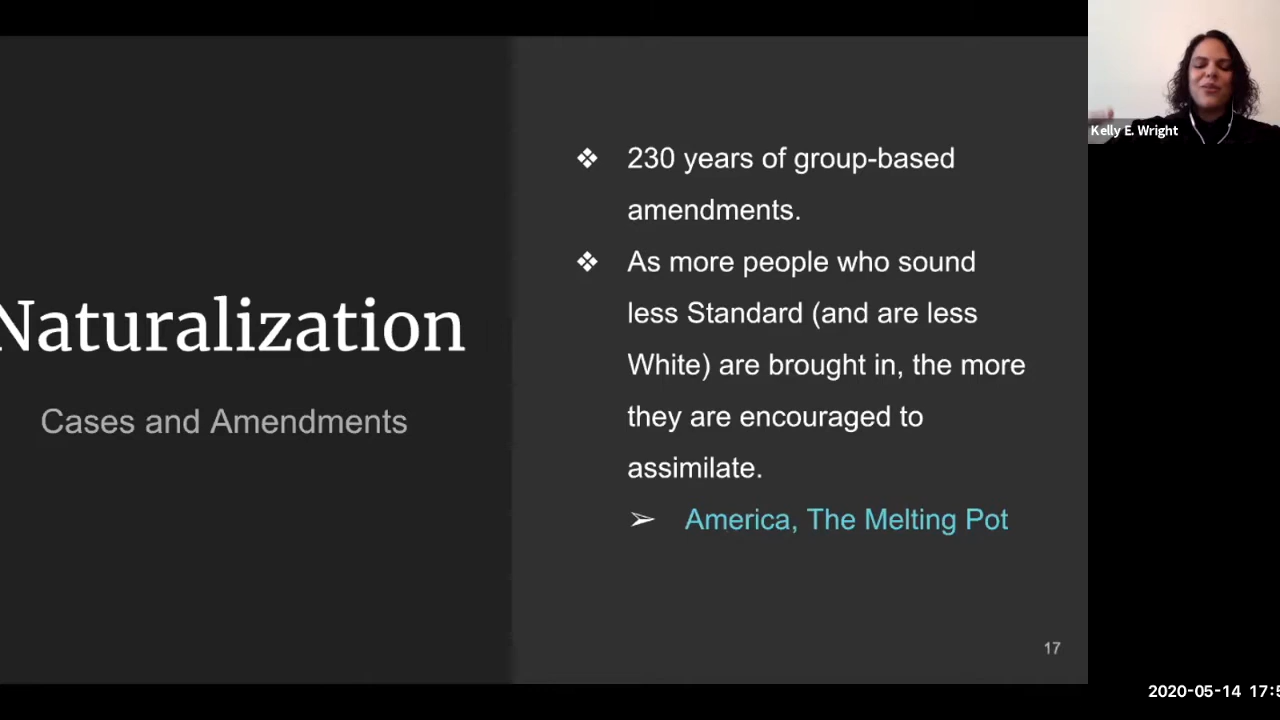 Kelly E. Wright
Naturalization
Cases and Amendments
❖ 230 years of group-based
amendments.
❖ As more people who sound
less Standard (and are less
White) are brought in, the more
they are encouraged to
assimilate.
➢ America, The Melting Pot
17
2020-05-14 17:5